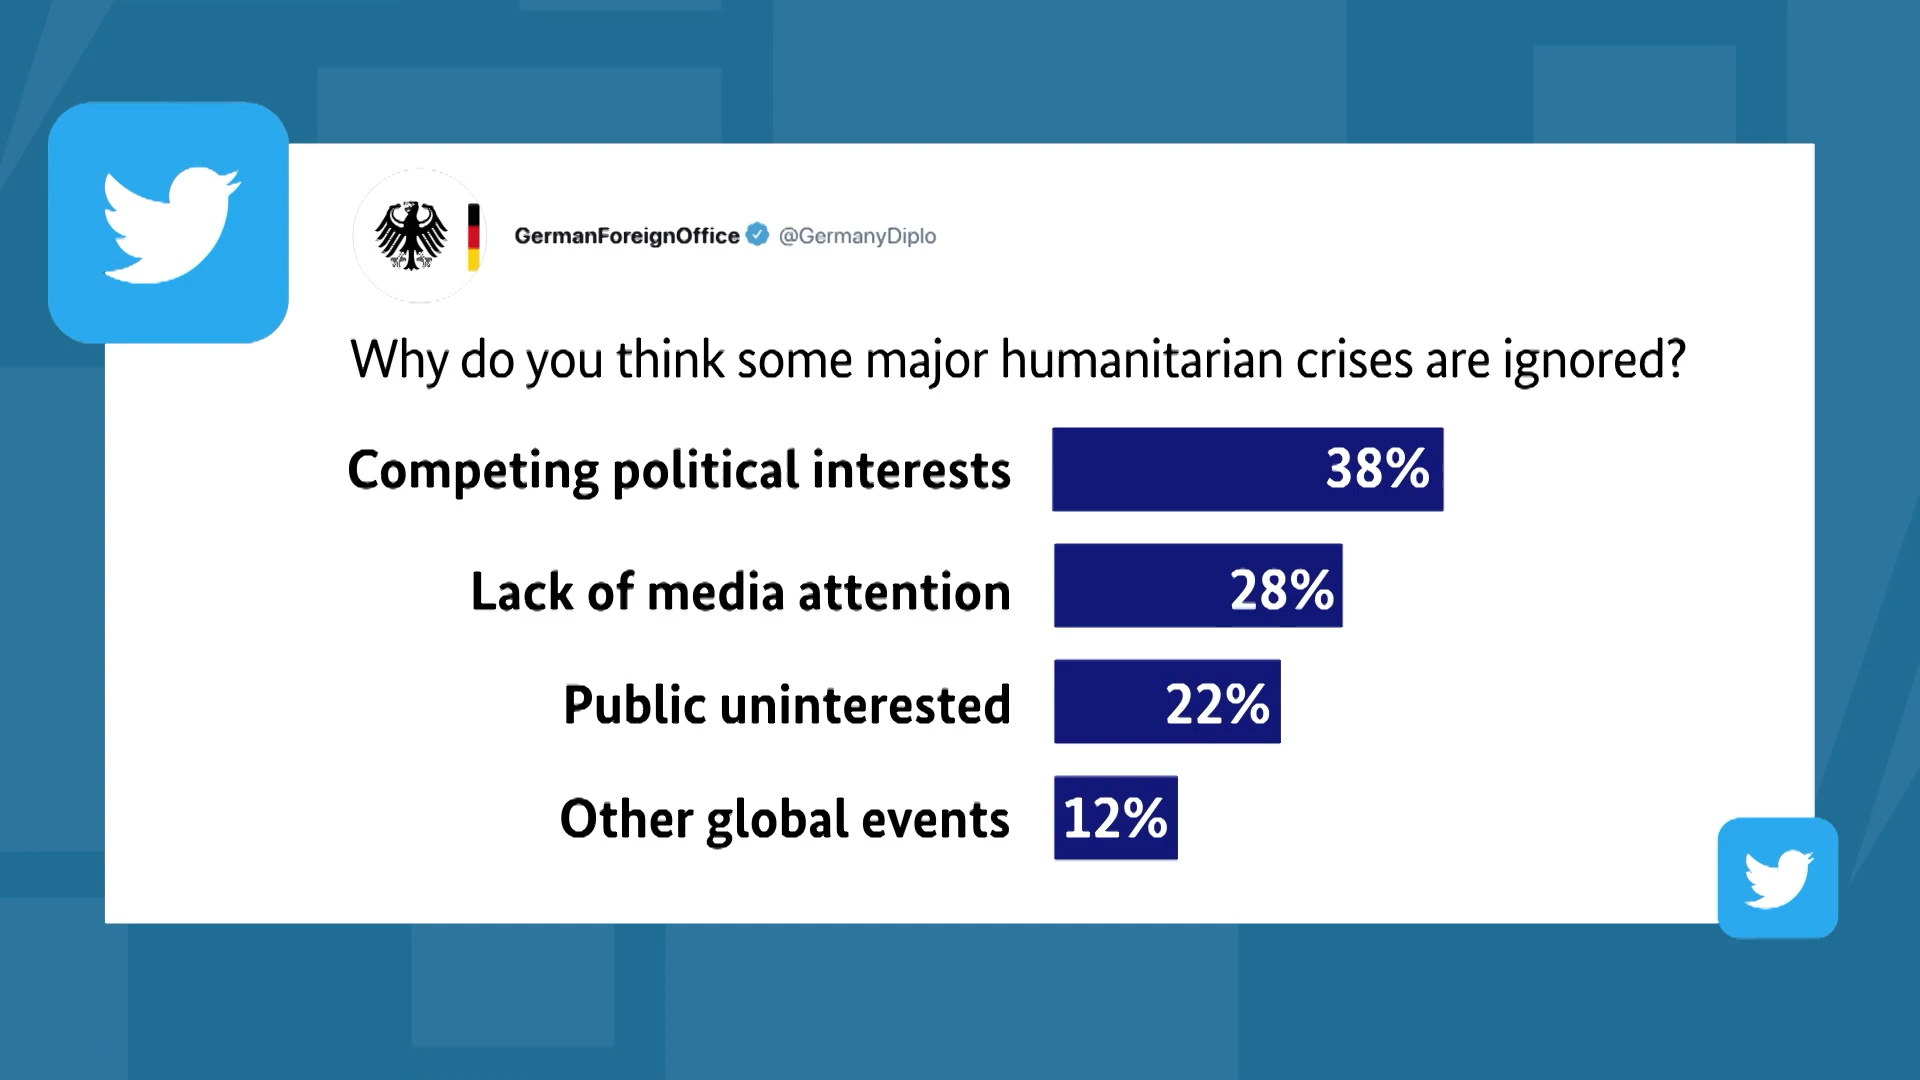 GermanForeignOffice @GermanyDiplo
Why do you think some major humanitarian crises are ignored?
Competing political interests 38%
Lack of media attention 28%
Public uninterested 22%
Other global events 12%